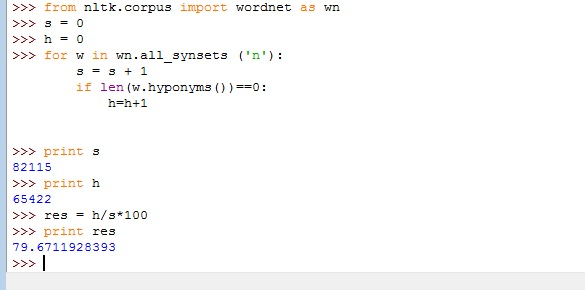 >>> from nltk.corpus import wordnet as wn
>>> s = 0
>>> h = 0
>>> for w in wn.all_synsets ('n'):
        s = s + 1
        if len(w.hyponyms())==0:
            h=h+1
>>> print s
82115
>>> print h
65422
>>> res = h/s*100
>>> print res
79.6711928393
>>>